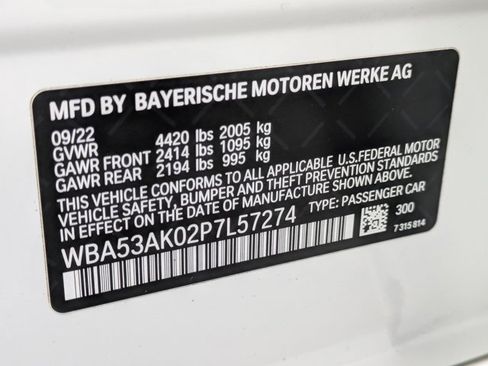 MFD BY BAYERISCHE MOTOREN WERKE AG
09/22
GVWR 4420 lbs 2005 kg
GAWR FRONT 2414 lbs 1095 kg
GAWR REAR 2194 lbs 995 kg
THIS VEHICLE CONFORMS TO ALL APPLICABLE U.S.FEDERAL MOTOR
VEHICLE SAFETY, BUMPER AND THEFT PREVENTION STANDARDS
IN EFFECT ON THE DATE OF MANUFACTURE SHOWN ABOVE.
WBA53AK02P7L57274 TYPE: PASSENGER CAR
300
7315814